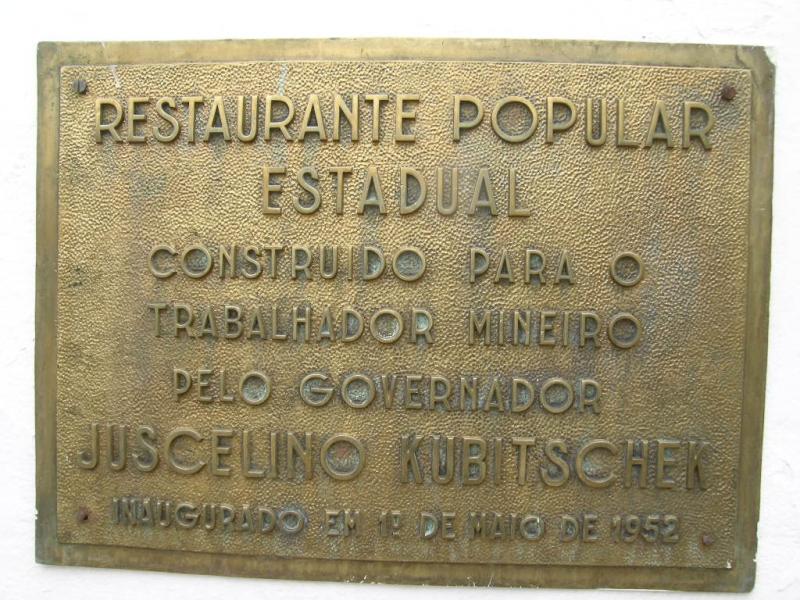 RESTAURANTE POPULAR
ESTADUAL
CONSTRUIDO PARA O
TRABALHADOR MINEIRO
PELO GOVERNADOR
JUSCELINO KUBITSCHEK
INAUGURADO EM 1º DE MAIO DE 1952